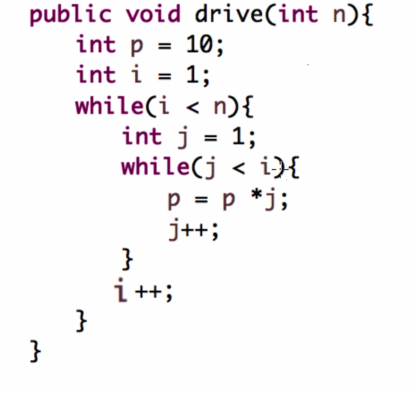 public void drive(int n){
int p = 10;
int i = 1;
while(i < n){
int j = 1;
while(j < i){
p = p *j;
j++;
}
i ++;
}
}